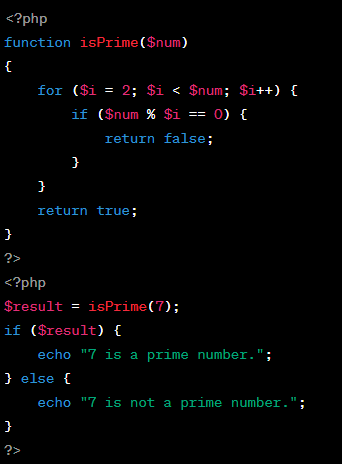 <?php
function isPrime($num)
{
    for ($i = 2; $i < $num; $i++) {
        if ($num % $i == 0) {
            return false;
        }
    }
    return true;
}
?>
<?php
$result = isPrime(7);
if ($result) {
    echo "7 is a prime number.";
} else {
    echo "7 is not a prime number.";
}
?>